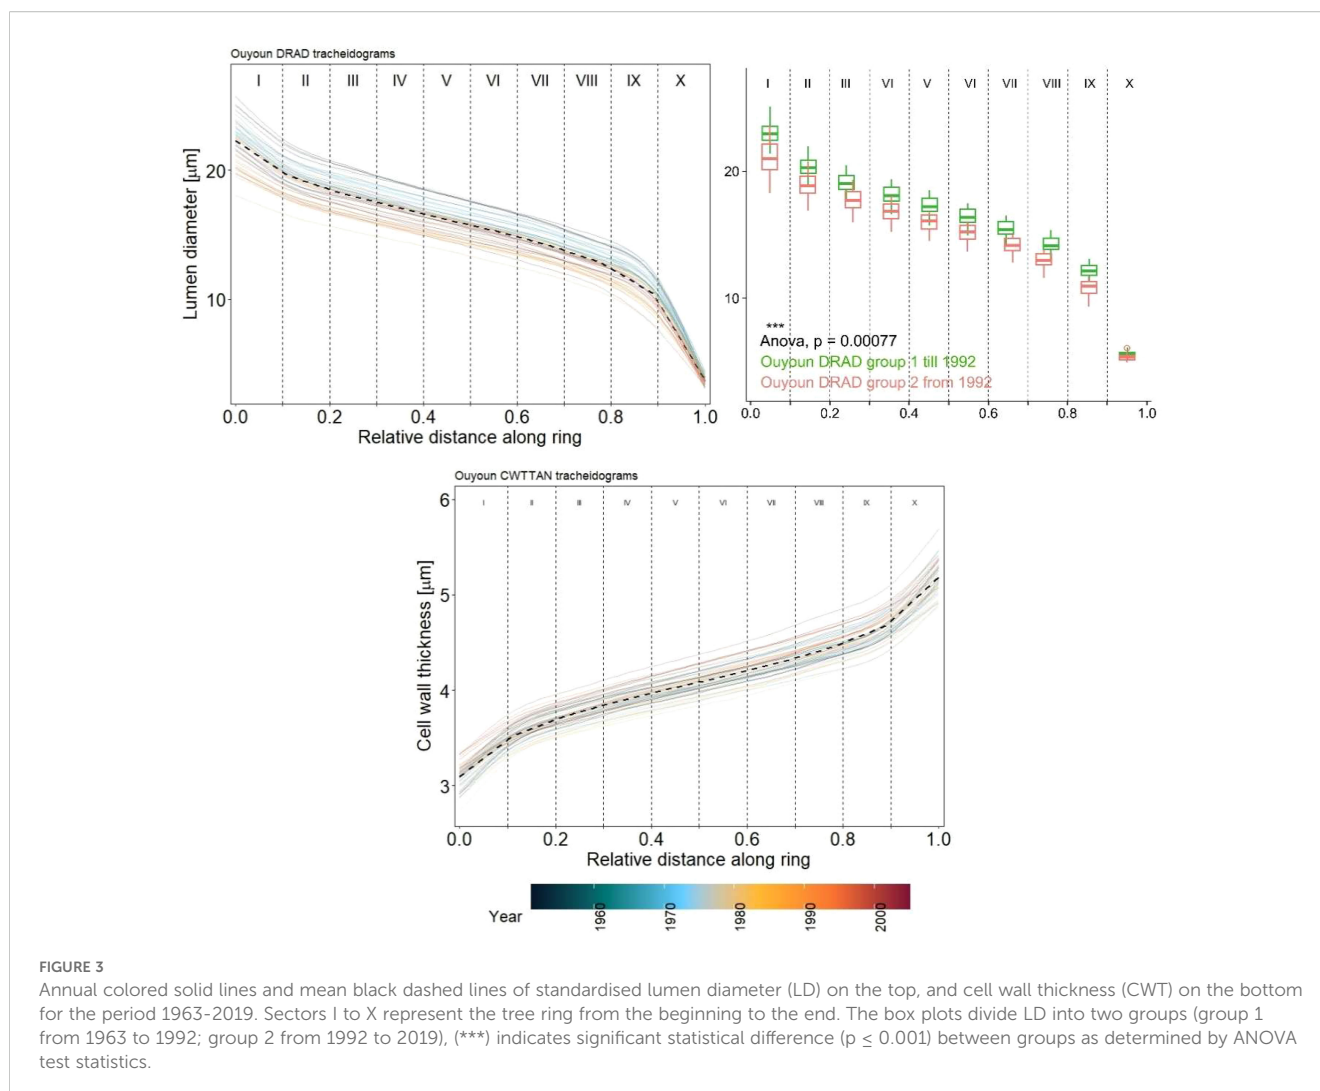 Ouyoun DRAD tracheidograms
I II III IV V VI VII VIII IX X
20
10
Lumen diameter [μm]
0.0 0.2 0.4 0.6 0.8 1.0
Relative distance along ring
I II III VI V VI VII VIII IX X
20
10
***
Anova, p = 0.00077
Ouyoun DRAD group 1 till 1992
Ouyoun DRAD group 2 from 1992
0.0 0.2 0.4 0.6 0.8 1.0
Ouyoun CWTTAN tracheidograms
I II III IV V VI VII VIII IX X
6
5
4
3
Cell wall thickness [μm]
0.0 0.2 0.4 0.6 0.8 1.0
Relative distance along ring
Year 1960 1970 1980 1990 2000
FIGURE 3
Annual colored solid lines and mean black dashed lines of standardised lumen diameter (LD) on the top, and cell wall thickness (CWT) on the bottom
for the period 1963-2019. Sectors I to X represent the tree ring from the beginning to the end. The box plots divide LD into two groups (group 1
from 1963 to 1992; group 2 from 1992 to 2019), (***) indicates significant statistical difference (p ≤ 0.001) between groups as determined by ANOVA
test statistics.